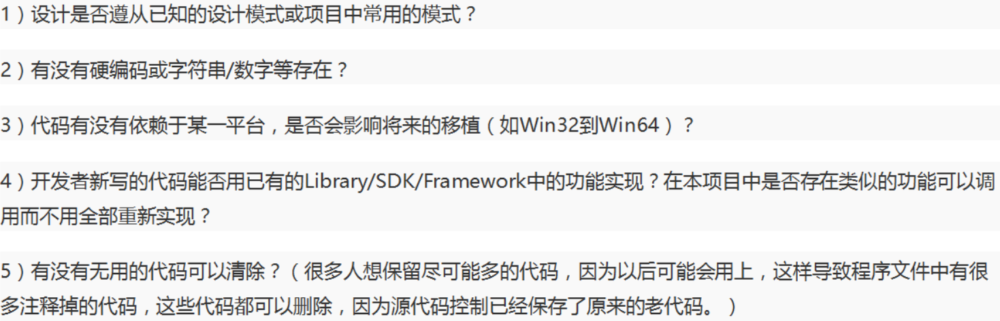 1）设计是否遵从已知的设计模式或项目中常用的模式？
2）有没有硬编码或字符串/数字等存在？
3）代码有没有依赖于某一平台，是否会影响将来的移植（如Win32到Win64）？
4）开发者新写的代码能否用已有的Library/SDK/Framework中的功能实现？在本项目中是否存在类似的功能可以调
用而不用全部重新实现？
5）有没有无用的代码可以清除？（很多人想保留尽可能多的代码，因为以后可能会用上，这样导致程序文件中有很
多注释掉的代码，这些代码都可以删除，因为源代码控制已经保存了原来的老代码。）